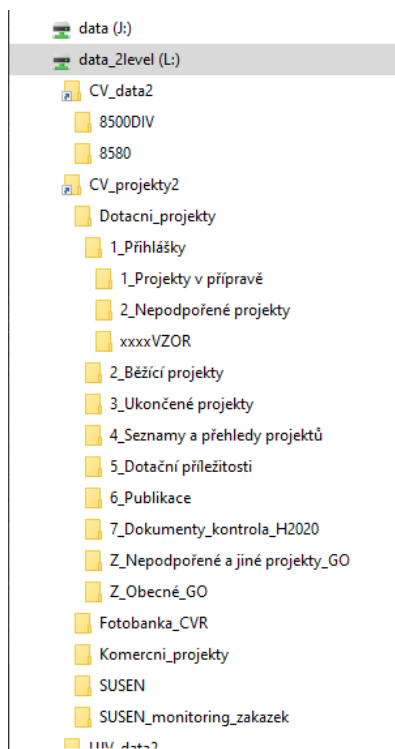 data (J:)
data_2level (L:)
CV_data2
8500DIV
8580
CV_projekty2
Dotacni_projekty
1_Přihlášky
1_Projekty v přípravě
2_Nepodpořené projekty
xxxxVZOR
2_Běžící projekty
3_Ukončené projekty
4_Seznamy a přehledy projektů
5_Dotační příležitosti
6_Publikace
7_Dokumenty_kontrola_H2020
Z_Nepodpořené a jiné projekty_GO
Z_Obecné_GO
Fotobanka_CVR
Komercni_projekty
SUSEN
SUSEN_monitoring_zakazek